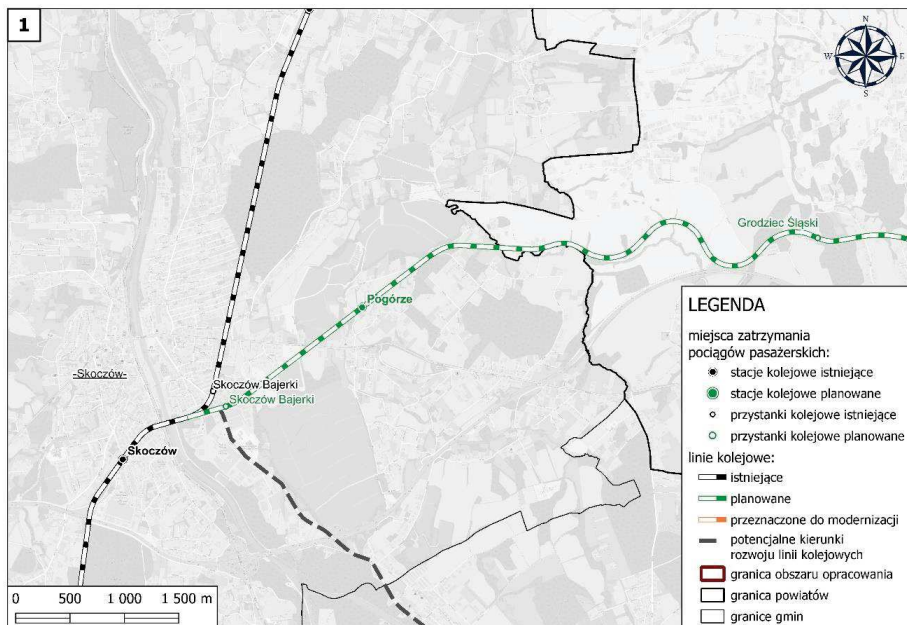 1
N
W
E
S
Grodziec Śląski
Pogórze
-Skoczów-
Skoczów Bajerki
Skoczów Bajerki
Skoczów
LEGENDA
miejsca zatrzymania
pociągów pasażerskich:
stacje kolejowe istniejące
stacje kolejowe planowane
przystanki kolejowe istniejące
przystanki kolejowe planowane
linie kolejowe:
istniejące
planowane
przeznaczone do modernizacji
potencjalne kierunki
rozwoju linii kolejowych
granica obszaru opracowania
granica powiatów
granice gmin
0 500 1 000 1 500 m